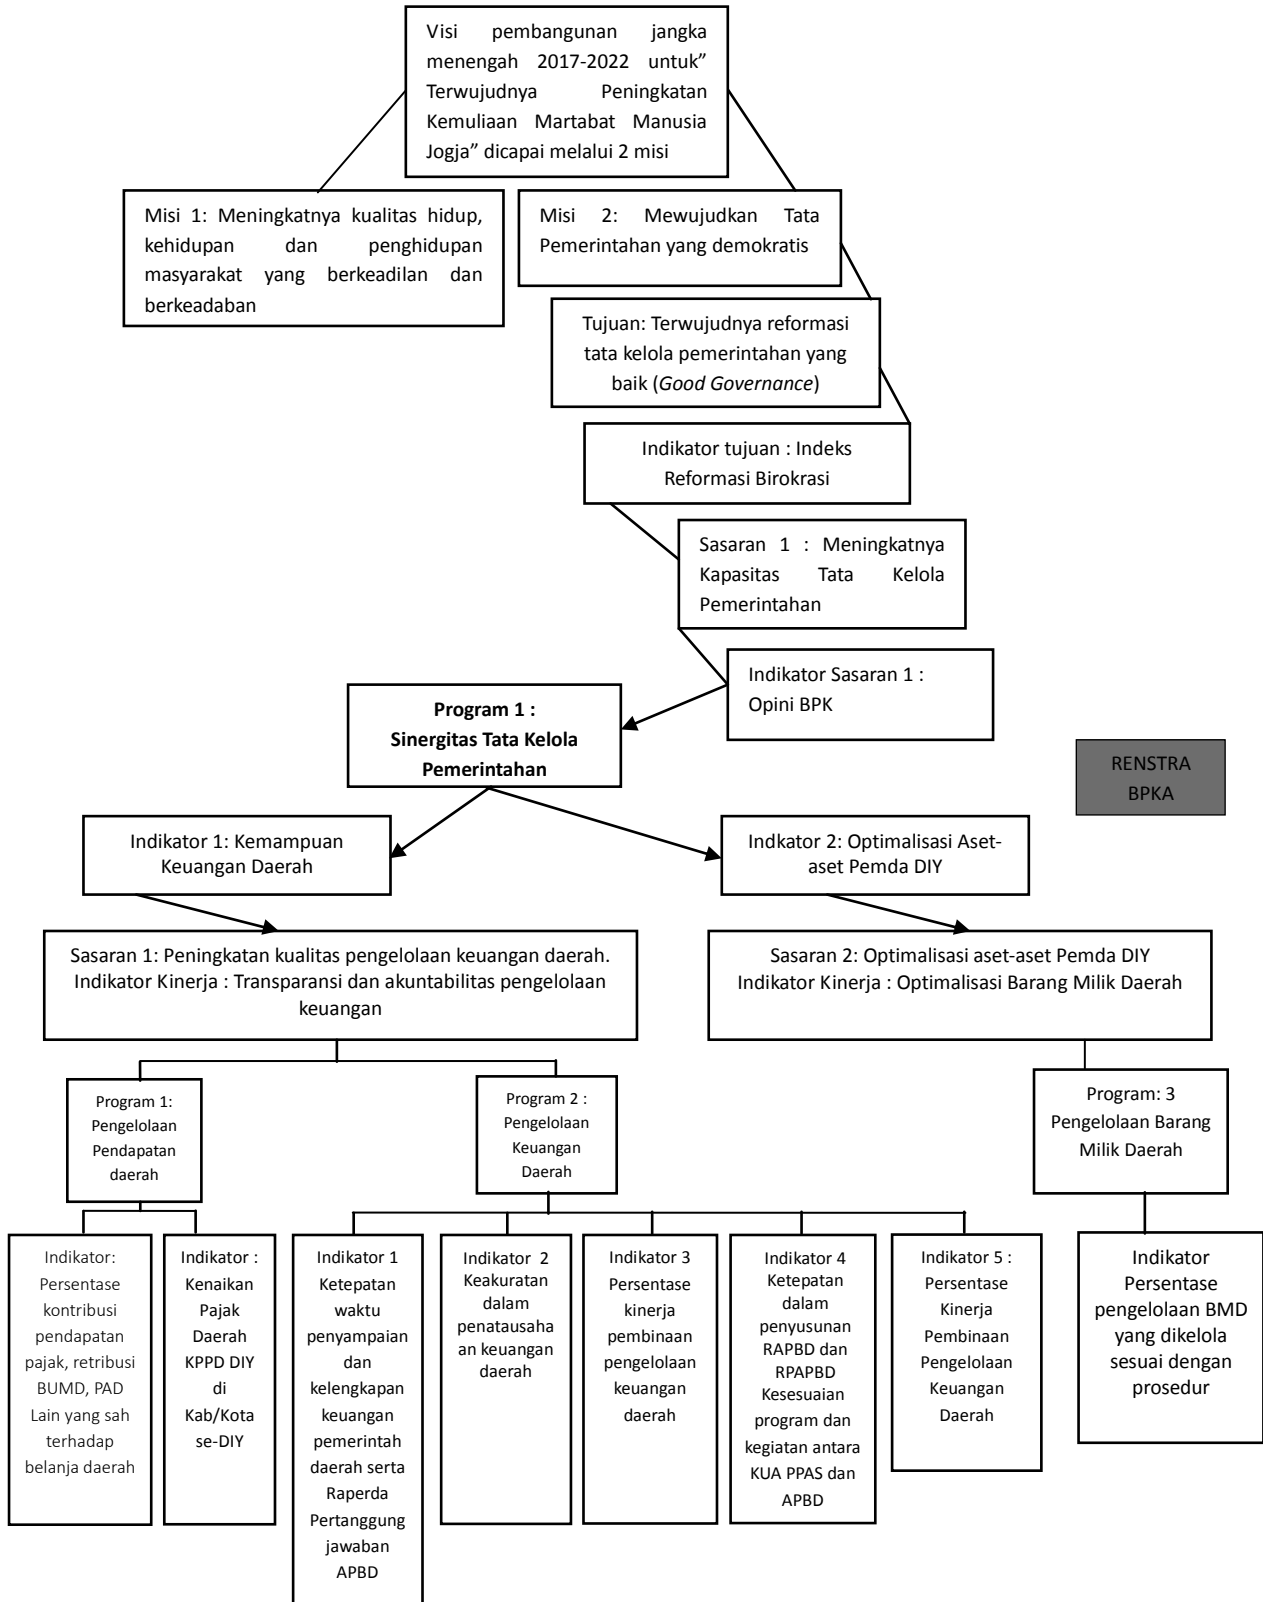 Visi pembangunan jangka
menengah 2017-2022 untuk”
Terwujudnya Peningkatan
Kemuliaan Martabat Manusia
Jogja” dicapai melalui 2 misi
Misi 1: Meningkatnya kualitas hidup,
kehidupan dan penghidupan
masyarakat yang berkeadilan dan
berkeadaban
Misi 2: Mewujudkan Tata
Pemerintahan yang demokratis
Tujuan: Terwujudnya reformasi
tata kelola pemerintahan yang
baik (Good Governance)
Indikator tujuan : Indeks
Reformasi Birokrasi
Sasaran 1 : Meningkatnya
Kapasitas Tata Kelola
Pemerintahan
Indikator Sasaran 1 :
Opini BPK
Program 1 :
Sinergitas Tata Kelola
Pemerintahan
RENSTRA
BPKA
Indikator 1: Kemampuan
Keuangan Daerah
Indkator 2: Optimalisasi Aset-
aset Pemda DIY
Sasaran 1: Peningkatan kualitas pengelolaan keuangan daerah.
Indikator Kinerja : Transparansi dan akuntabilitas pengelolaan
keuangan
Sasaran 2: Optimalisasi aset-aset Pemda DIY
Indikator Kinerja : Optimalisasi Barang Milik Daerah
Program 1:
Pengelolaan
Pendapatan
daerah
Program 2 :
Pengelolaan
Keuangan
Daerah
Program: 3
Pengelolaan Barang
Milik Daerah
Indikator:
Persentase
kontribusi
pendapatan
pajak, retribusi
BUMD, PAD
Lain yang sah
terhadap
belanja daerah
Indikator :
Kenaikan
Pajak
Daerah
KPPD DIY
di
Kab/Kota
se-DIY
Indikator 1
Ketepatan
waktu
penyampaian
dan
kelengkapan
keuangan
pemerintah
daerah serta
Raperda
Pertanggung
jawaban
APBD
Indikator 2
Keakuratan
dalam
penatausaha
an keuangan
daerah
Indikator 3
Persentase
kinerja
pembinaan
pengelolaan
keuangan
daerah
Indikator 4
Ketepatan
dalam
penyusunan
RAPBD dan
RPAPBD
Kesesuaian
program dan
kegiatan antara
KUA PPAS dan
APBD
Indikator 5 :
Persentase
Kinerja
Pembinaan
Pengelolaan
Keuangan
Daerah
Indikator
Persentase
pengelolaan BMD
yang dikelola
sesuai dengan
prosedur